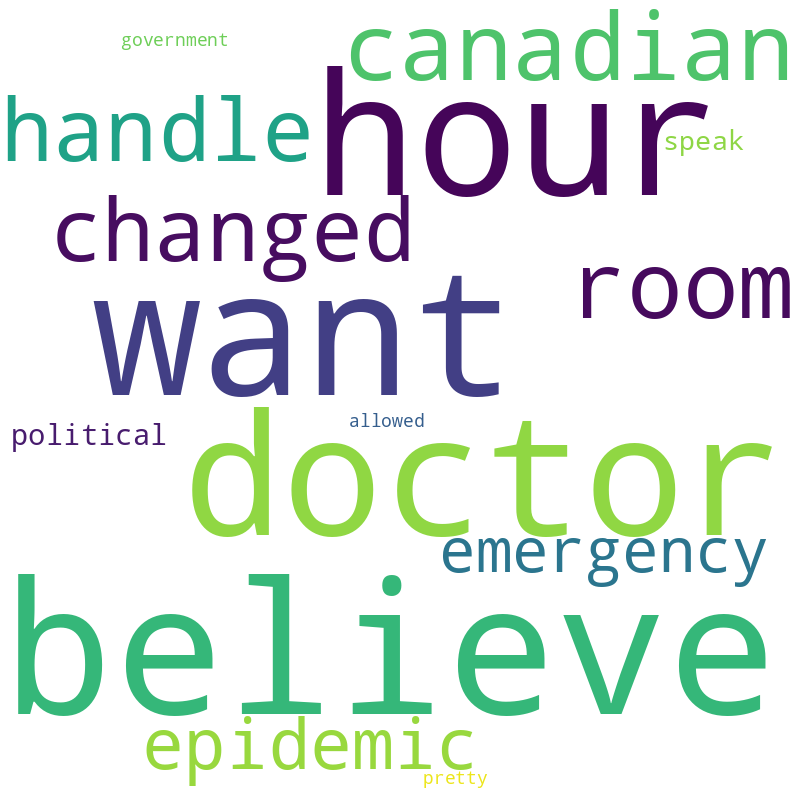 government
canadian
hour
handle
speak
changed
room
want
allowed
political
doctor
emergency
believe
epidemic
pretty